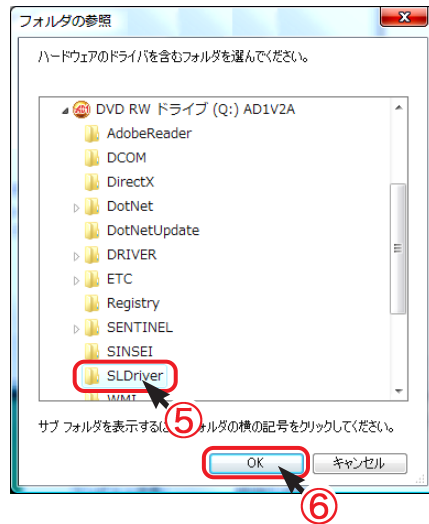 フォルダの参照
ハードウェアのドライバを含むフォルダを選んでください。
DVD RW ドライブ (Q:) AD1V2A
AdobeReader
DCOM
DirectX
DotNet
DotNetUpdate
DRIVER
ETC
Registry
SENTINEL
SINSEI
SLDriver
WMI
⑤
サブ フォルダを表示するに ォルダの横の記号をクリックしてください。
OK
キャンセル
⑥